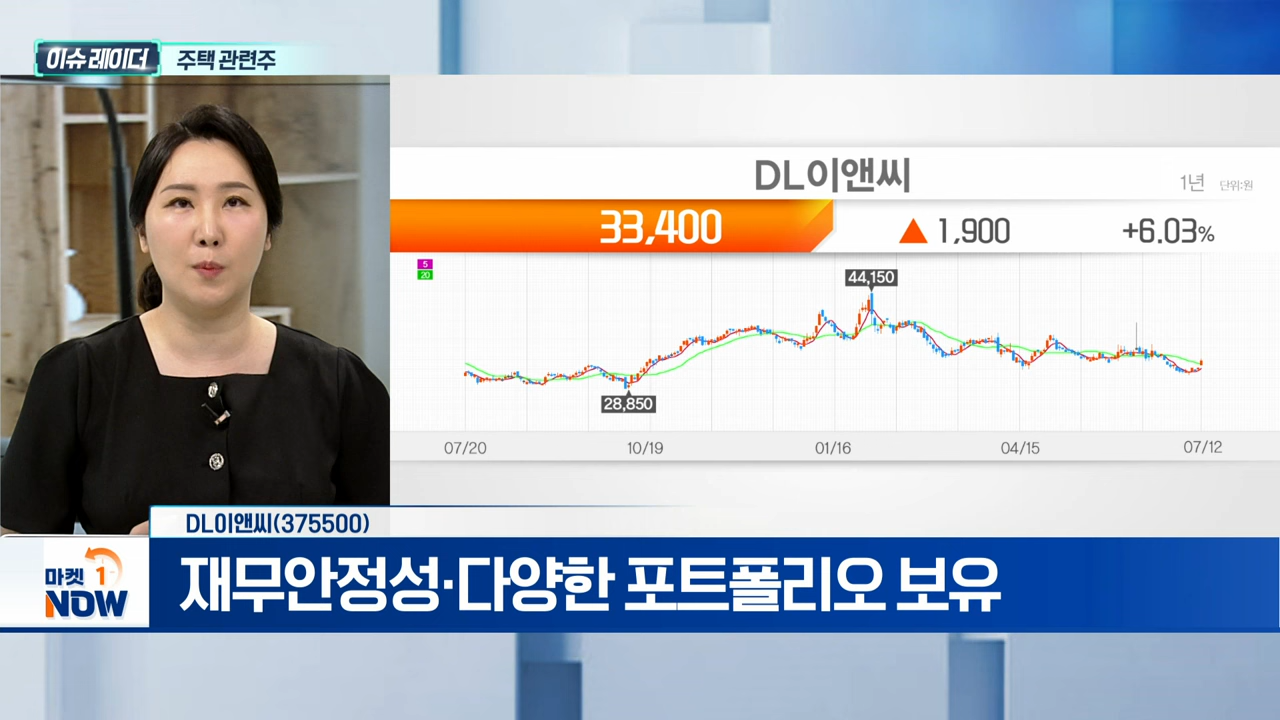 이슈레이더 주택 관련주
DL이앤씨
1년 단위:원
33,400 ▲ 1,900 +6.03%
5
20
44,150
28,850
07/20 10/19 01/16 04/15 07/12
DL이앤씨(375500)
마켓 1
NOW
재무안정성·다양한 포트폴리오 보유